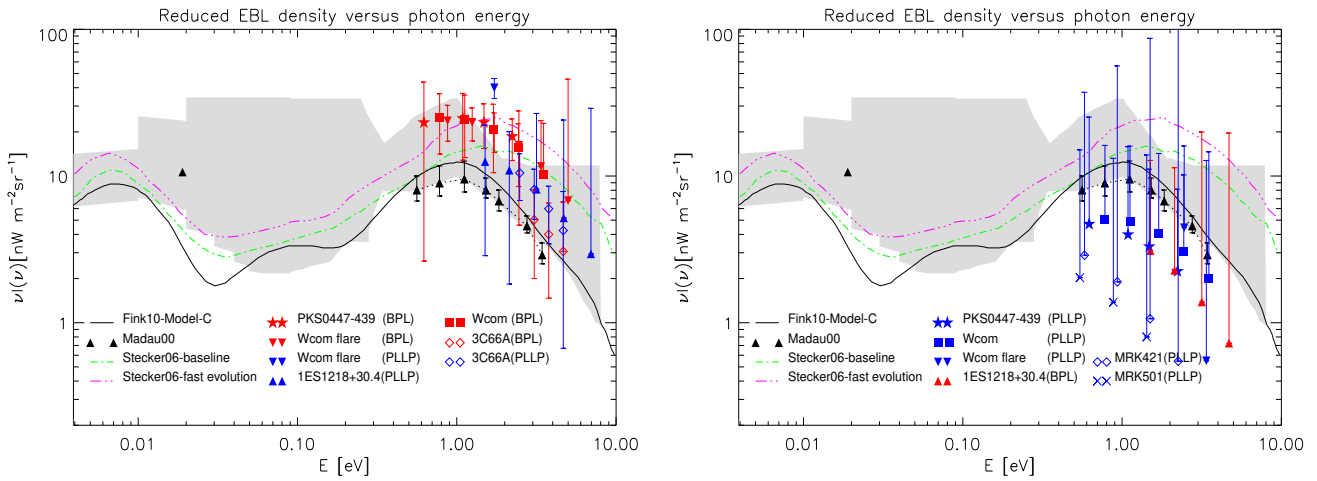 Reduced EBL density versus photon energy
100
10
1
νI(ν)[nW m⁻²sr⁻¹]
Fink10-Model-C
Madau00
Stecker06-baseline
Stecker06-fast evolution
PKS0447-439 (BPL)
Wcom flare (BPL)
Wcom flare (PLLP)
1ES1218+30.4(PLLP)
Wcom (BPL)
3C66A(BPL)
3C66A(PLLP)
0.01 0.10 1.00 10.00
E [eV]
Reduced EBL density versus photon energy
100
10
1
νI(ν)[nW m⁻²sr⁻¹]
Fink10-Model-C
Madau00
Stecker06-baseline
Stecker06-fast evolution
PKS0447-439 (PLLP)
Wcom (PLLP)
Wcom flare (PLLP)
1ES1218+30.4(BPL)
MRK421(PLLP)
MRK501(PLLP)
0.01 0.10 1.00 10.00
E [eV]